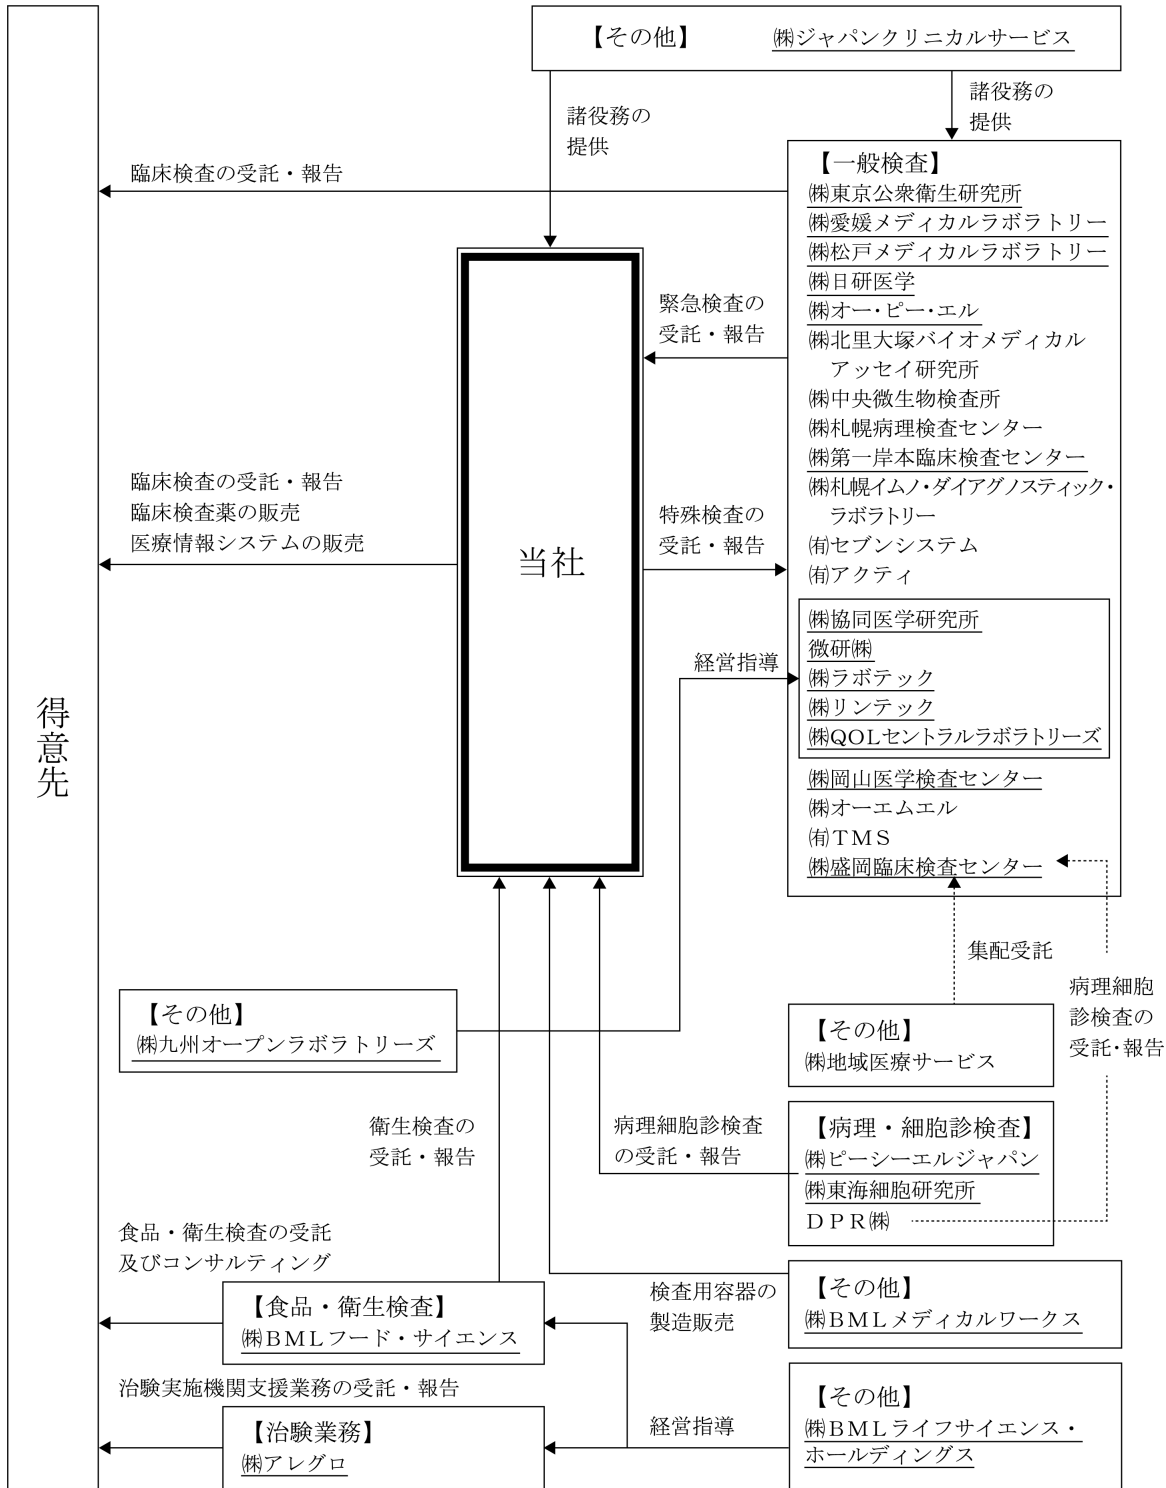 【その他】 ㈱ジャパンクリニカルサービス
諸役務の
提供
諸役務の
提供
臨床検査の受託・報告
【一般検査】
㈱東京公衆衛生研究所
㈱愛媛メディカルラボラトリー
㈱松戸メディカルラボラトリー
㈱日研医学
㈱オー・ピー・エル
㈱北里大塚バイオメディカル
アッセイ研究所
㈱中央微生物検査所
㈱札幌病理検査センター
㈱第一岸本臨床検査センター
㈱札幌イムノ・ダイアグノスティック・
ラボラトリー
㈲セブンシステム
㈲アクティ
㈱協同医学研究所
微研㈱
㈱ラボテック
㈱リンテック
㈱QOLセントラルラボラトリーズ
㈱岡山医学検査センター
㈱オーエムエル
㈲TMS
㈱盛岡臨床検査センター
緊急検査の
受託・報告
臨床検査の受託・報告
臨床検査薬の販売
医療情報システムの販売
特殊検査の
受託・報告
当社
経営指導
得意先
集配受託
病理細胞
診検査の
受託・報告
【その他】
㈱九州オープンラボラトリーズ
【その他】
㈱地域医療サービス
衛生検査の
受託・報告
病理細胞診検査
の受託・報告
【病理・細胞診検査】
㈱ピーシーエルジャパン
㈱東海細胞研究所
DPR㈱
食品・衛生検査の受託
及びコンサルティング
【食品・衛生検査】
㈱BMLフード・サイエンス
検査用容器の
製造販売
【その他】
㈱BMLメディカルワークス
治験実施機関支援業務の受託・報告
【治験業務】
㈱アレグロ
経営指導
【その他】
㈱BMLライフサイエンス・
ホールディングス